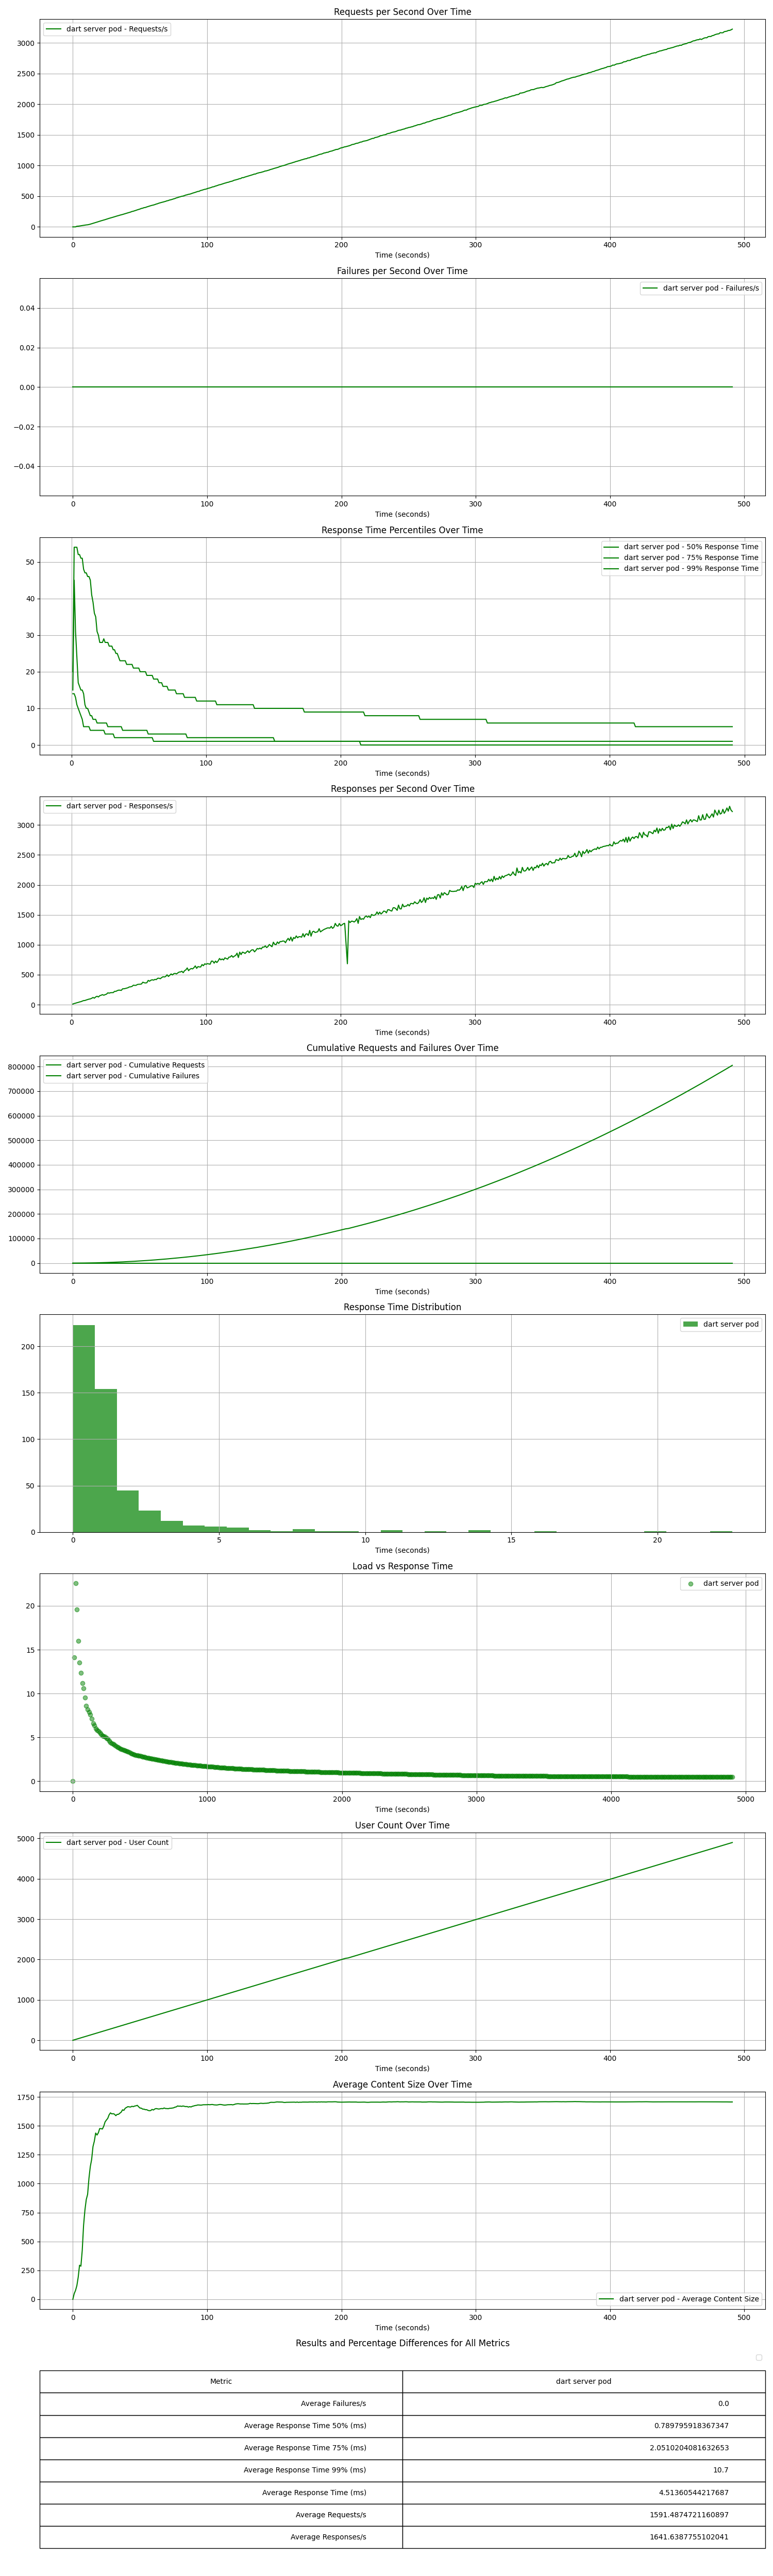 Requests per Second Over Time
dart server pod - Requests/s
3000
2500
2000
1500
1000
500
0
0 100 200 300 400 500
Time (seconds)
Failures per Second Over Time
dart server pod - Failures/s
0.04
0.02
0.00
−0.02
−0.04
0 100 200 300 400 500
Time (seconds)
Response Time Percentiles Over Time
dart server pod - 50% Response Time
dart server pod - 75% Response Time
dart server pod - 99% Response Time
50
40
30
20
10
0
0 100 200 300 400 500
Time (seconds)
Responses per Second Over Time
dart server pod - Responses/s
3000
2500
2000
1500
1000
500
0
0 100 200 300 400 500
Time (seconds)
Cumulative Requests and Failures Over Time
dart server pod - Cumulative Requests
dart server pod - Cumulative Failures
800000
700000
600000
500000
400000
300000
200000
100000
0
0 100 200 300 400 500
Time (seconds)
Response Time Distribution
dart server pod
200
150
100
50
0
0 5 10 15 20
Time (seconds)
Load vs Response Time
dart server pod
20
15
10
5
0
0 1000 2000 3000 4000 5000
Time (seconds)
User Count Over Time
dart server pod - User Count
5000
4000
3000
2000
1000
0
0 100 200 300 400 500
Time (seconds)
Average Content Size Over Time
1750
1500
1250
1000
750
500
250
0
dart server pod - Average Content Size
0 100 200 300 400 500
Time (seconds)
Results and Percentage Differences for All Metrics
Metric dart server pod
Average Failures/s 0.0
Average Response Time 50% (ms) 0.789795918367347
Average Response Time 75% (ms) 2.0510204081632653
Average Response Time 99% (ms) 10.7
Average Response Time (ms) 4.51360544217687
Average Requests/s 1591.4874721160897
Average Responses/s 1641.6387755102041